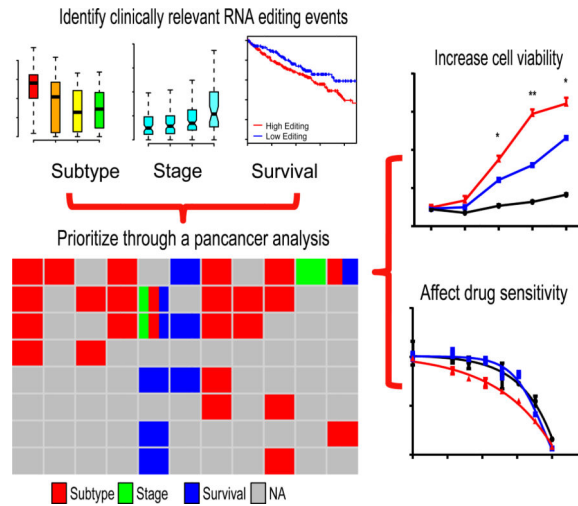 Identify clinically relevant RNA editing events
High Editing
Low Editing
Subtype
Stage
Survival
Prioritize through a pancancer analysis
Subtype
Stage
Survival
NA
Increase cell viability
*
**
*
Affect drug sensitivity